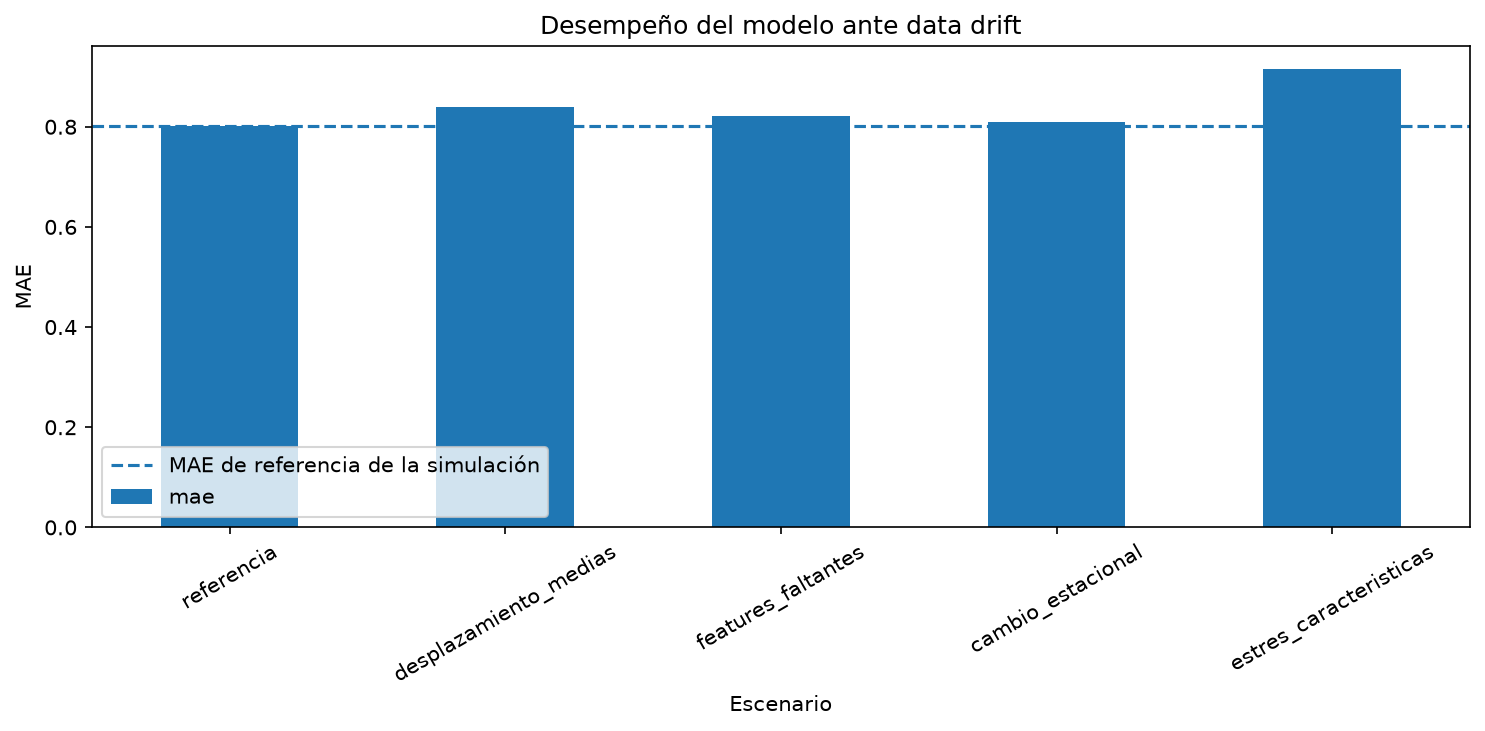 Desempeño del modelo ante data drift
MAE
0.8
0.6
0.4
0.2
0.0
MAE de referencia de la simulación
mae
referencia
desplazamiento_medias
features_faltantes
cambio_estacional
estres_caracteristicas
Escenario